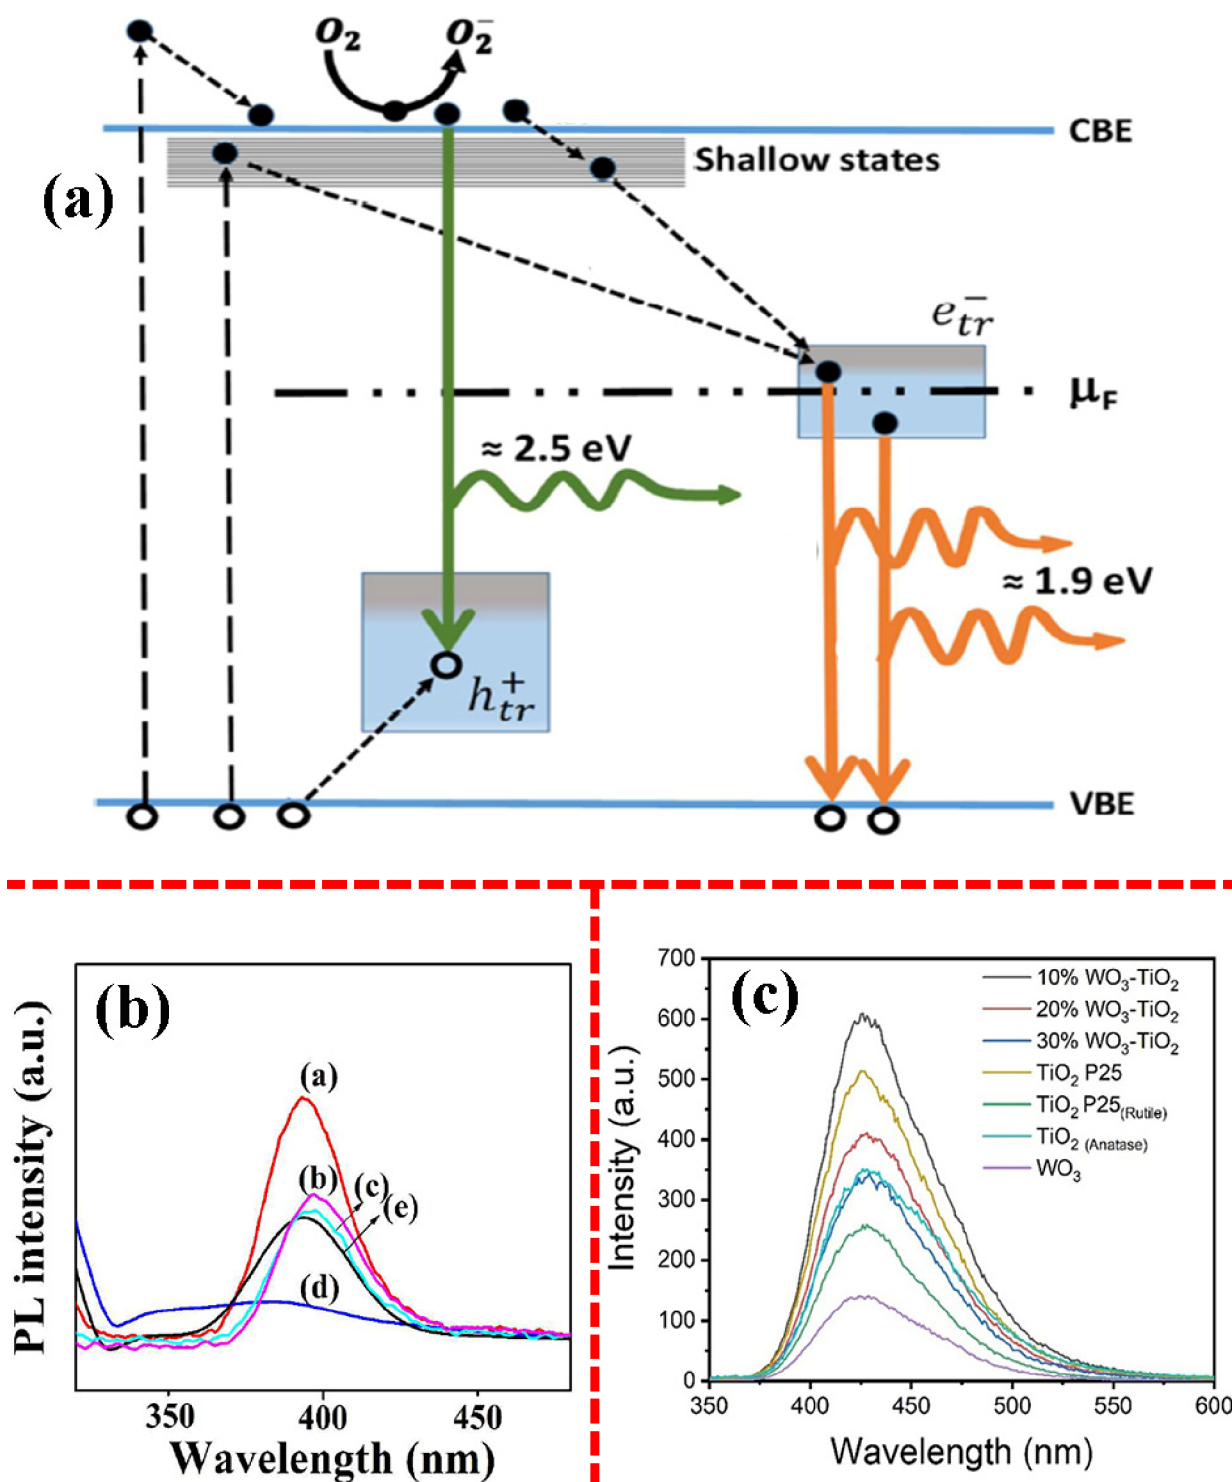 O₂ O₂⁻
CBE
Shallow states
(a)
e⁻tr
μF
≈ 2.5 eV
≈ 1.9 eV
h⁺tr
VBE
(b)
PL intensity (a.u.)
(a)
(b)
(c)
(e)
(d)
350 400 450
Wavelength (nm)
(c)
Intensity (a.u.)
700
600
500
400
300
200
100
0
10% WO₃-TiO₂
20% WO₃-TiO₂
30% WO₃-TiO₂
TiO₂ P25
TiO₂ P25(Rutile)
TiO₂ (Anatase)
WO₃
350 400 450 500 550 600
Wavelength (nm)